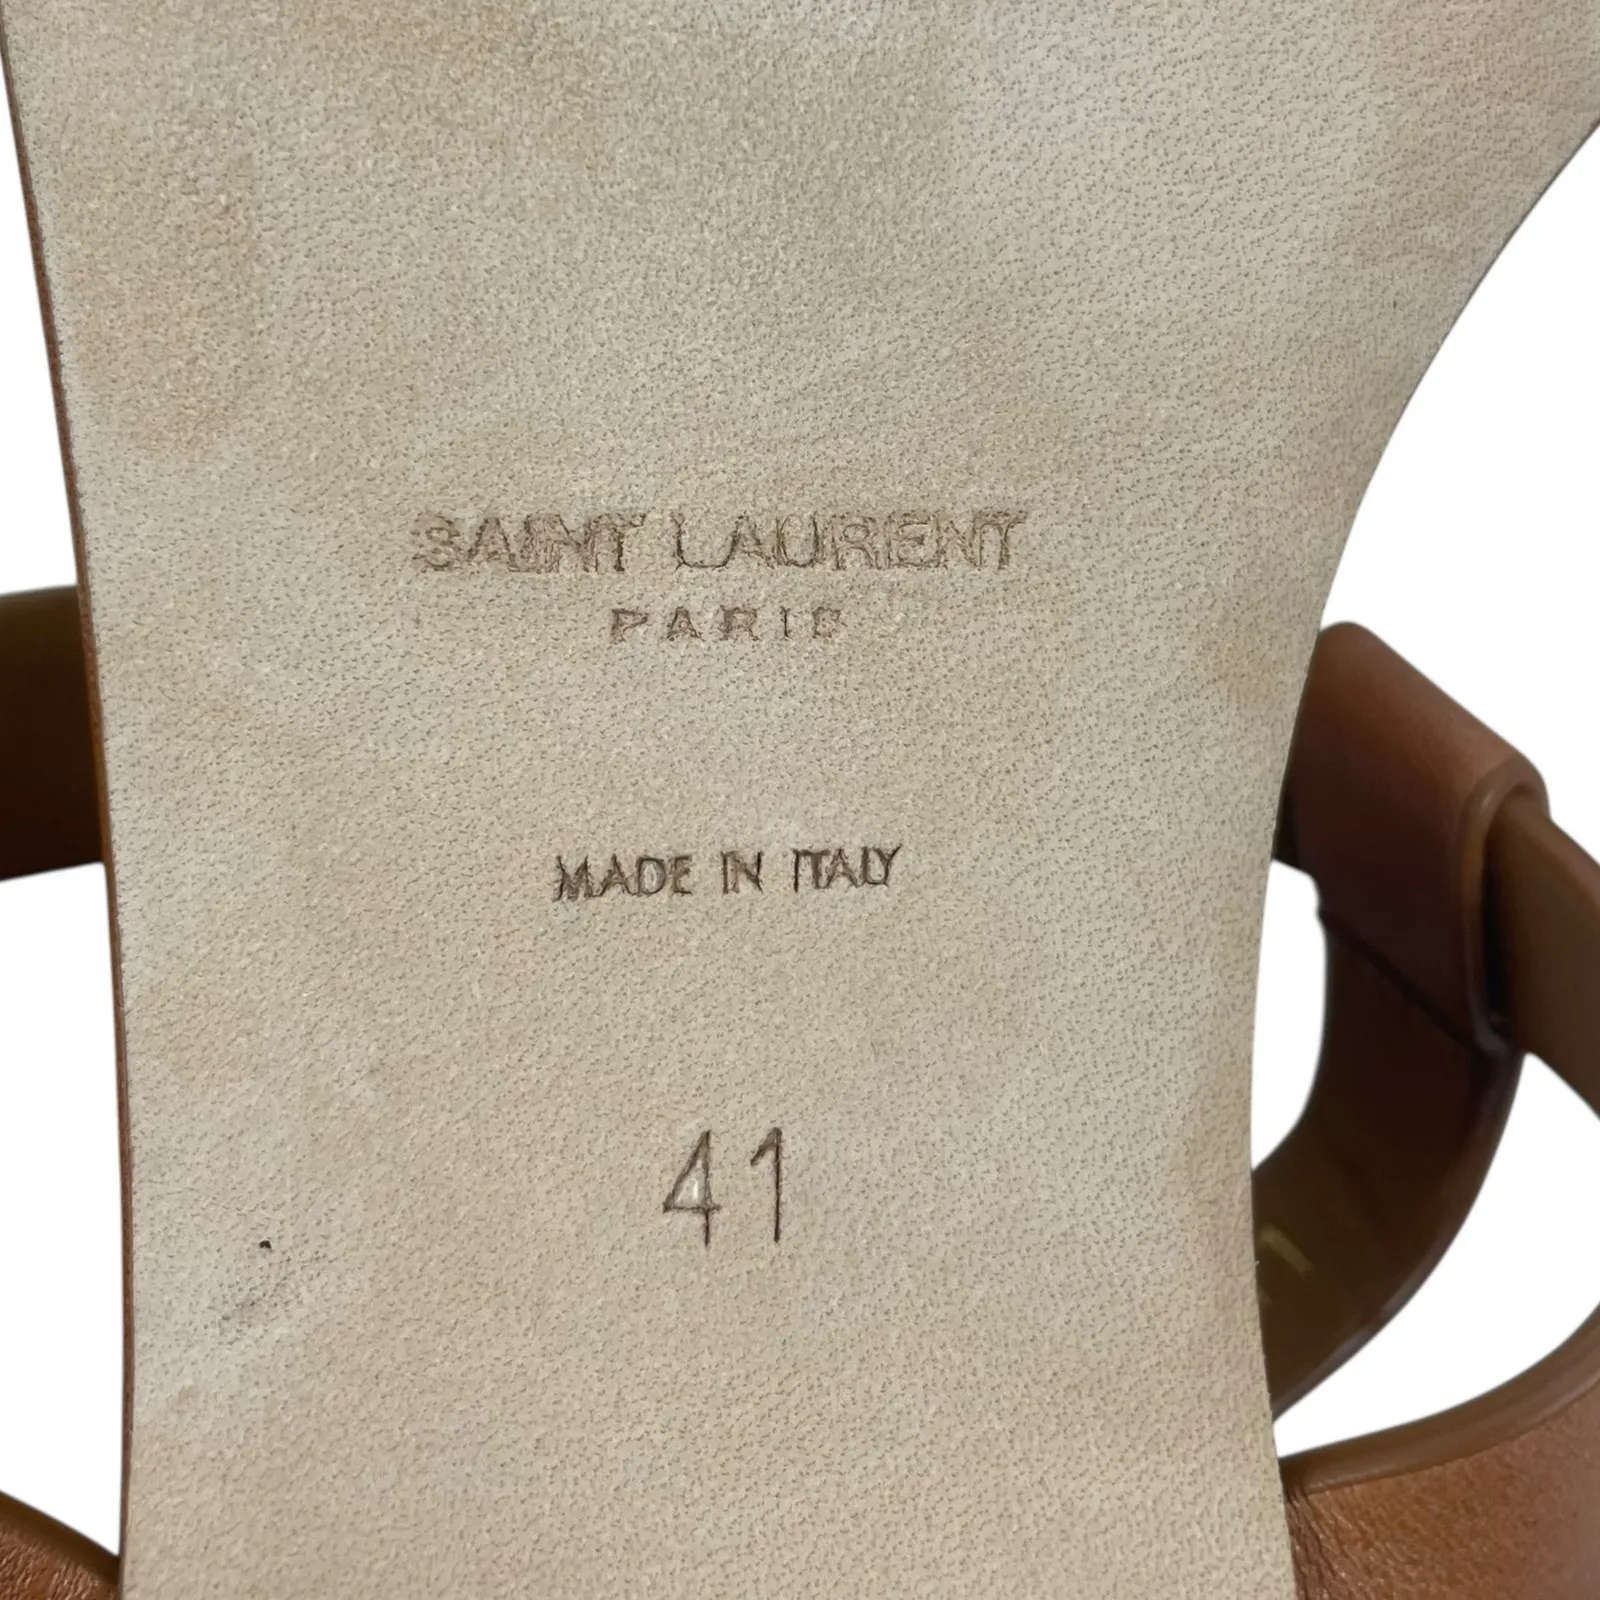 SAINT LAURENT
PARIS
MADE IN ITALY
41